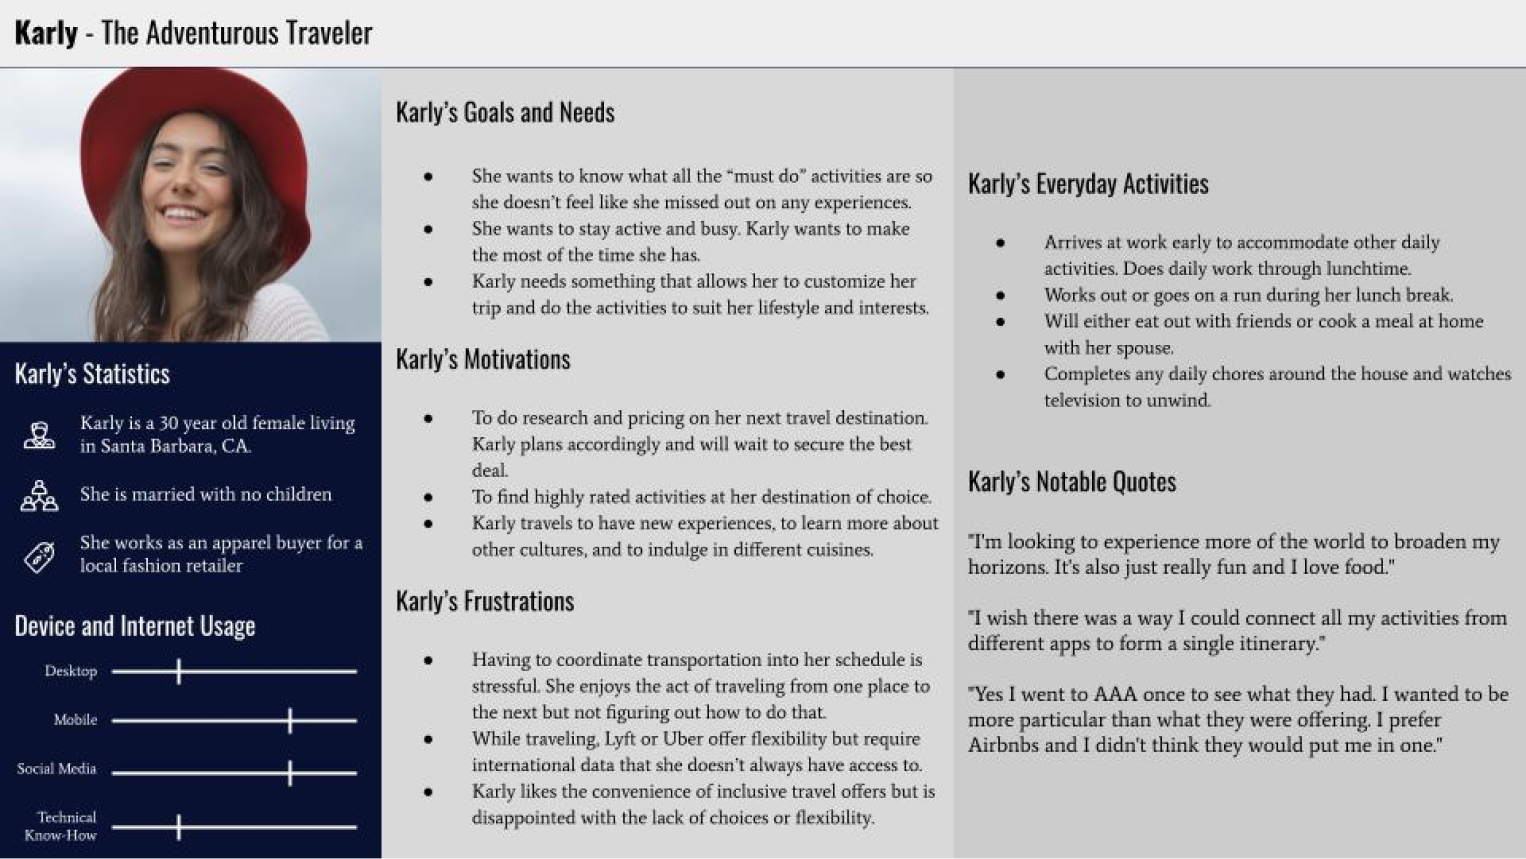 Karly - The Adventurous Traveler
Karly's Statistics
Karly is a 30 year old female living
in Santa Barbara, CA.
She is married with no children
She works as an apparel buyer for a
local fashion retailer
Device and Internet Usage
Desktop
Mobile
Social Media
Technical
Know-How
Karly's Goals and Needs
● She wants to know what all the “must do” activities are so
she doesn't feel like she missed out on any experiences.
● She wants to stay active and busy. Karly wants to make
the most of the time she has.
● Karly needs something that allows her to customize her
trip and do the activities to suit her lifestyle and interests.
Karly's Motivations
● To do research and pricing on her next travel destination.
Karly plans accordingly and will wait to secure the best
deal.
● To find highly rated activities at her destination of choice.
● Karly travels to have new experiences, to learn more about
other cultures, and to indulge in different cuisines.
Karly's Frustrations
● Having to coordinate transportation into her schedule is
stressful. She enjoys the act of traveling from one place to
the next but not figuring out how to do that.
● While traveling, Lyft or Uber offer flexibility but require
international data that she doesn't always have access to.
● Karly likes the convenience of inclusive travel offers but is
disappointed with the lack of choices or flexibility.
Karly's Everyday Activities
● Arrives at work early to accommodate other daily
activities. Does daily work through lunchtime.
● Works out or goes on a run during her lunch break.
● Will either eat out with friends or cook a meal at home
with her spouse.
● Completes any daily chores around the house and watches
television to unwind.
Karly's Notable Quotes
"I'm looking to experience more of the world to broaden my
horizons. It's also just really fun and I love food."
"I wish there was a way I could connect all my activities from
different apps to form a single itinerary."
"Yes I went to AAA once to see what they had. I wanted to be
more particular than what they were offering. I prefer
Airbnbs and I didn't think they would put me in one."